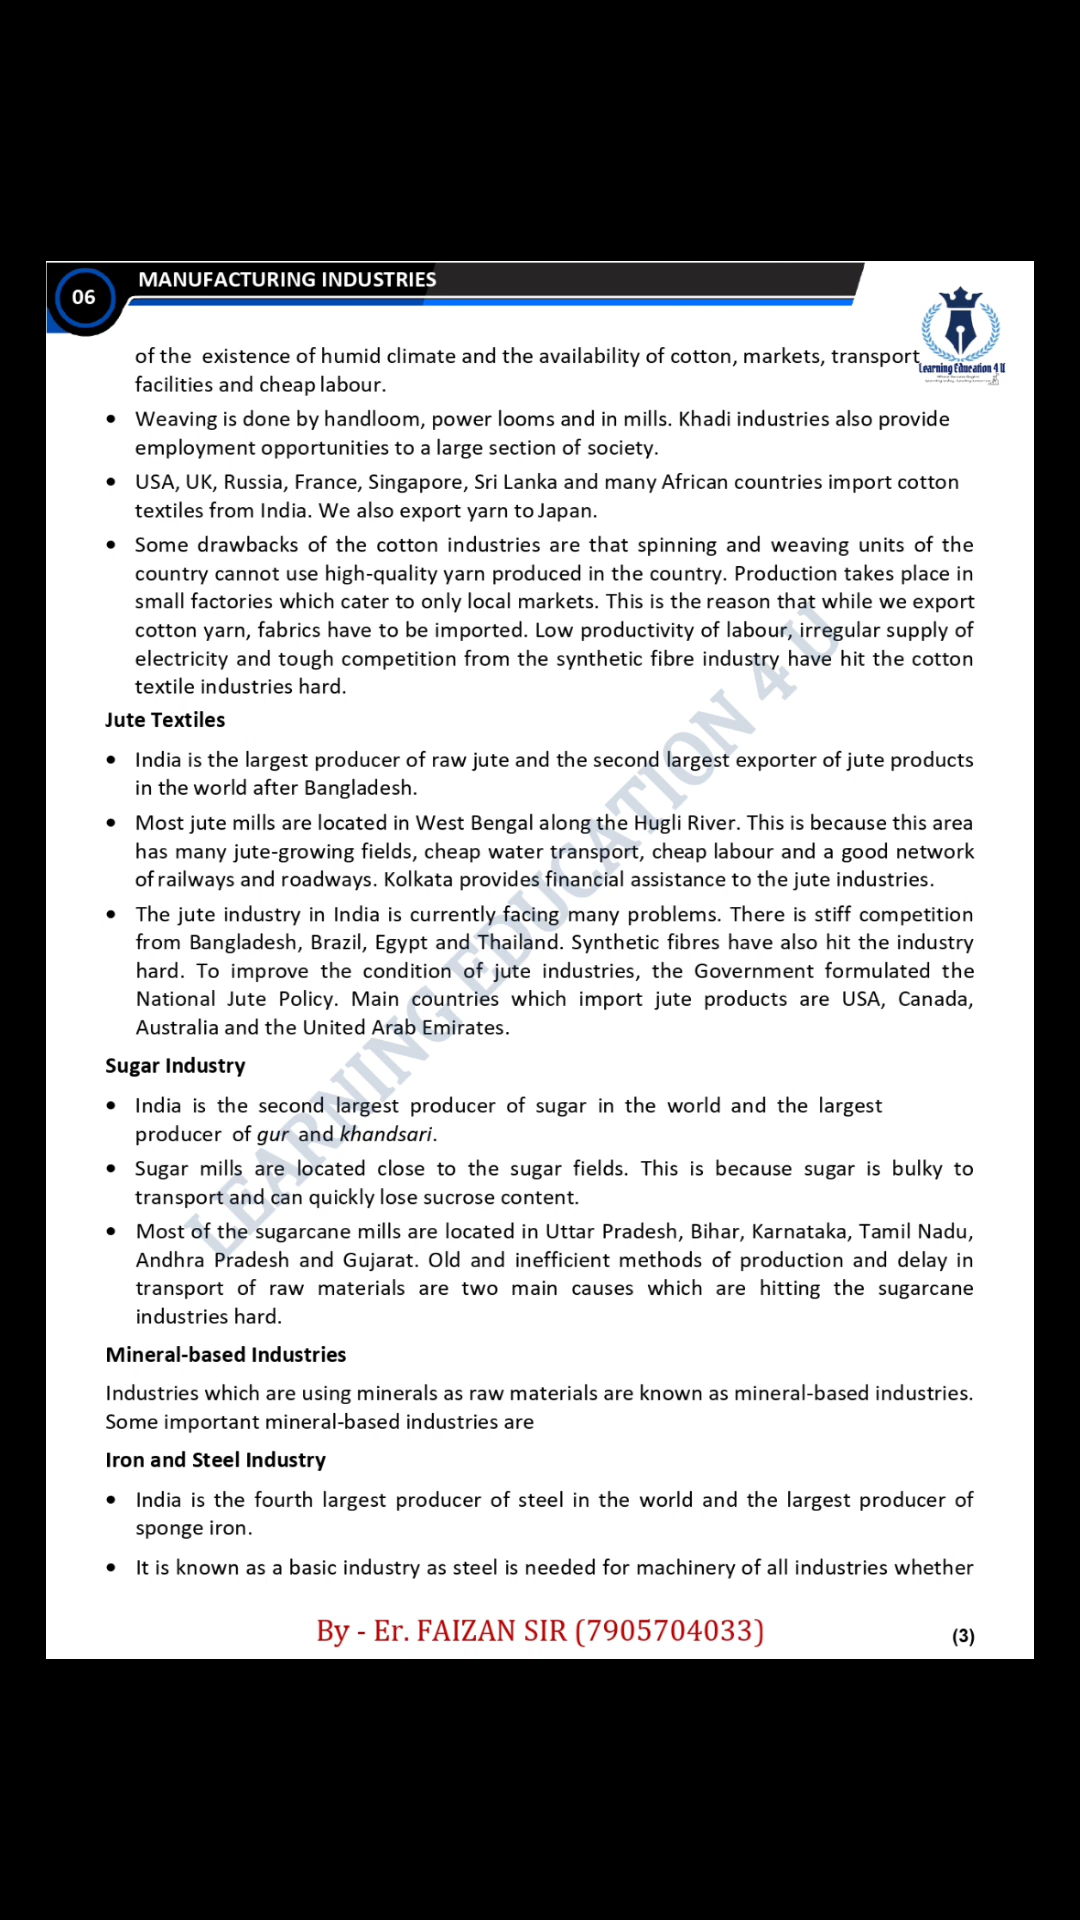 06
MANUFACTURING INDUSTRIES
Learning Education 4 U
of the existence of humid climate and the availability of cotton, markets, transport
facilities and cheap labour.
• Weaving is done by handloom, power looms and in mills. Khadi industries also provide
employment opportunities to a large section of society.
• USA, UK, Russia, France, Singapore, Sri Lanka and many African countries import cotton
textiles from India. We also export yarn to Japan.
• Some drawbacks of the cotton industries are that spinning and weaving units of the
country cannot use high-quality yarn produced in the country. Production takes place in
small factories which cater to only local markets. This is the reason that while we export
cotton yarn, fabrics have to be imported. Low productivity of labour, irregular supply of
electricity and tough competition from the synthetic fibre industry have hit the cotton
textile industries hard.
Jute Textiles
• India is the largest producer of raw jute and the second largest exporter of jute products
in the world after Bangladesh.
• Most jute mills are located in West Bengal along the Hugli River. This is because this area
has many jute-growing fields, cheap water transport, cheap labour and a good network
of railways and roadways. Kolkata provides financial assistance to the jute industries.
• The jute industry in India is currently facing many problems. There is stiff competition
from Bangladesh, Brazil, Egypt and Thailand. Synthetic fibres have also hit the industry
hard. To improve the condition of jute industries, the Government formulated the
National Jute Policy. Main countries which import jute products are USA, Canada,
Australia and the United Arab Emirates.
Sugar Industry
• India is the second largest producer of sugar in the world and the largest
producer of gur and khandsari.
• Sugar mills are located close to the sugar fields. This is because sugar is bulky to
transport and can quickly lose sucrose content.
• Most of the sugarcane mills are located in Uttar Pradesh, Bihar, Karnataka, Tamil Nadu,
Andhra Pradesh and Gujarat. Old and inefficient methods of production and delay in
transport of raw materials are two main causes which are hitting the sugarcane
industries hard.
Mineral-based Industries
Industries which are using minerals as raw materials are known as mineral-based industries.
Some important mineral-based industries are
Iron and Steel Industry
• India is the fourth largest producer of steel in the world and the largest producer of
sponge iron.
• It is known as a basic industry as steel is needed for machinery of all industries whether
LEARNING EDUCATION 4 U
By - Er. FAIZAN SIR (7905704033)
(3)